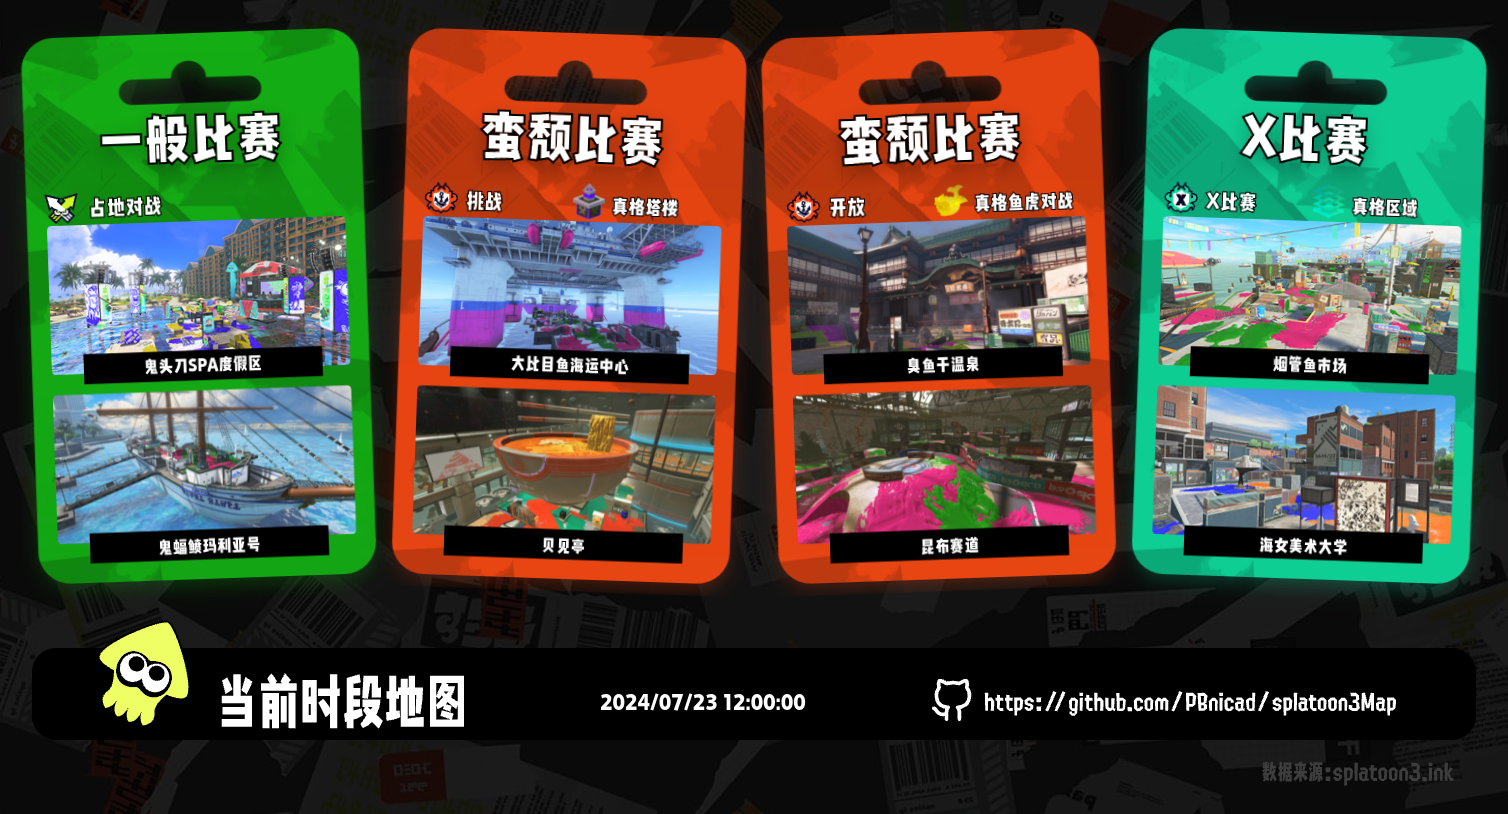 一般比赛
占地对战
鬼头刀SPA度假区
鬼蝠鲼玛利亚号
蛮颓比赛
挑战
真格塔楼
大比目鱼海运中心
贝见亭
蛮颓比赛
开放
真格鱼虎对战
臭鱼干温泉
昆布赛道
X比赛
X比赛
真格区域
烟管鱼市场
海女美术大学
当前时段地图
2024/07/23 12:00:00
https://github.com/PBnicad/splatoon3Map
数据来源:splatoon3.ink